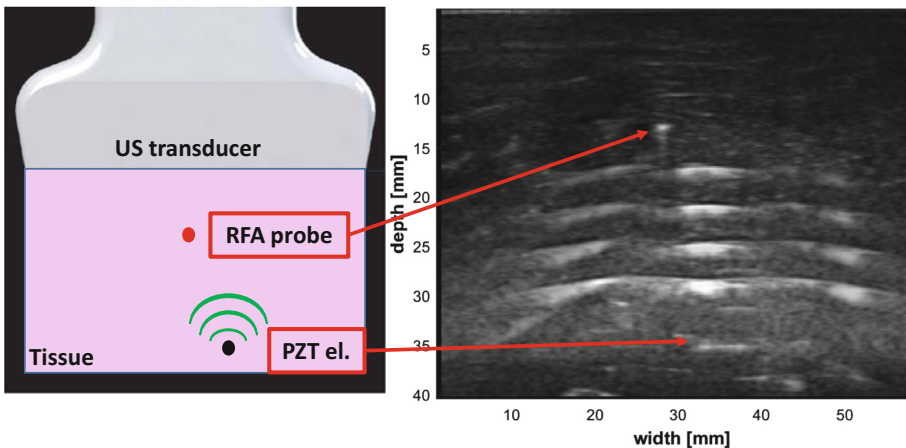 US transducer
RFA probe
PZT el.
Tissue
depth [mm]
5
10
15
20
25
30
35
40
10
20
30
40
50
width [mm]